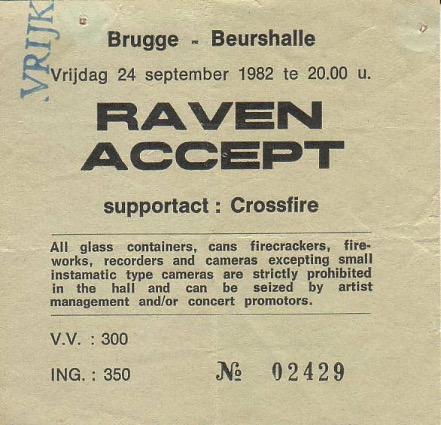 VRIJK
Brugge - Beurshalle
Vrijdag 24 september 1982 te 20.00 u.
RAVEN
ACCEPT
supportact : Crossfire
All glass containers, cans firecrackers, fire-
works, recorders and cameras excepting small
instamatic type cameras are strictly prohibited
in the hall and can be seized by artist
management and/or concert promotors.
V.V. : 300
ING. : 350
№ 02429